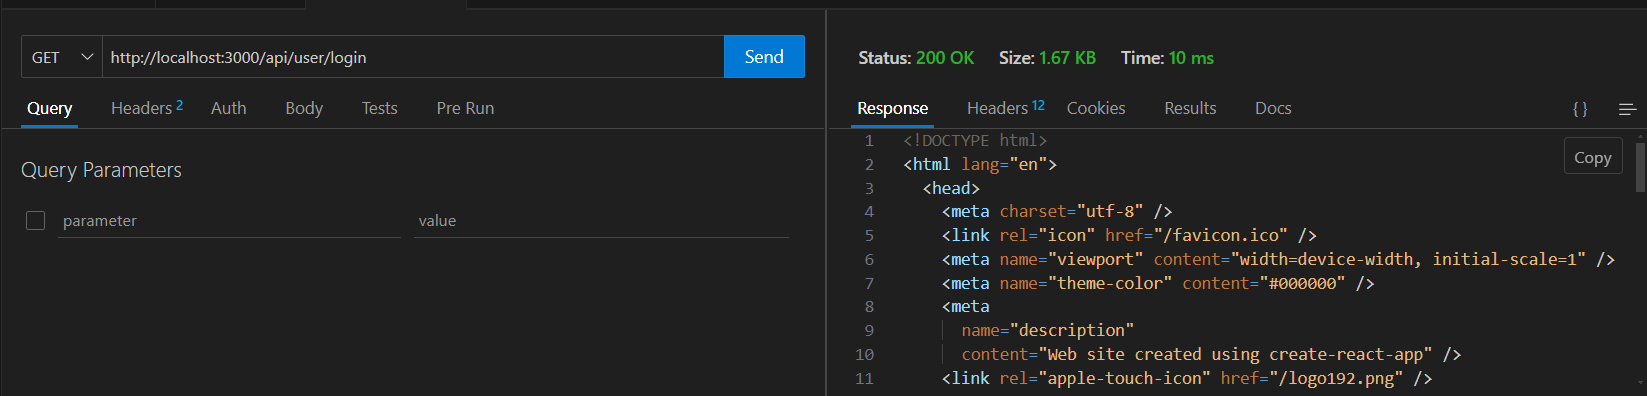 GET http://localhost:3000/api/user/login Send
Query Headers 2 Auth Body Tests Pre Run
Query Parameters
parameter value
Status: 200 OK Size: 1.67 KB Time: 10 ms
Response Headers 12 Cookies Results Docs {}
Copy
1 <!DOCTYPE html>
2 <html lang="en">
3 <head>
4 <meta charset="utf-8" />
5 <link rel="icon" href="/favicon.ico" />
6 <meta name="viewport" content="width=device-width, initial-scale=1" />
7 <meta name="theme-color" content="#000000" />
8 <meta
9 name="description"
10 content="Web site created using create-react-app" />
11 <link rel="apple-touch-icon" href="/logo192.png" />